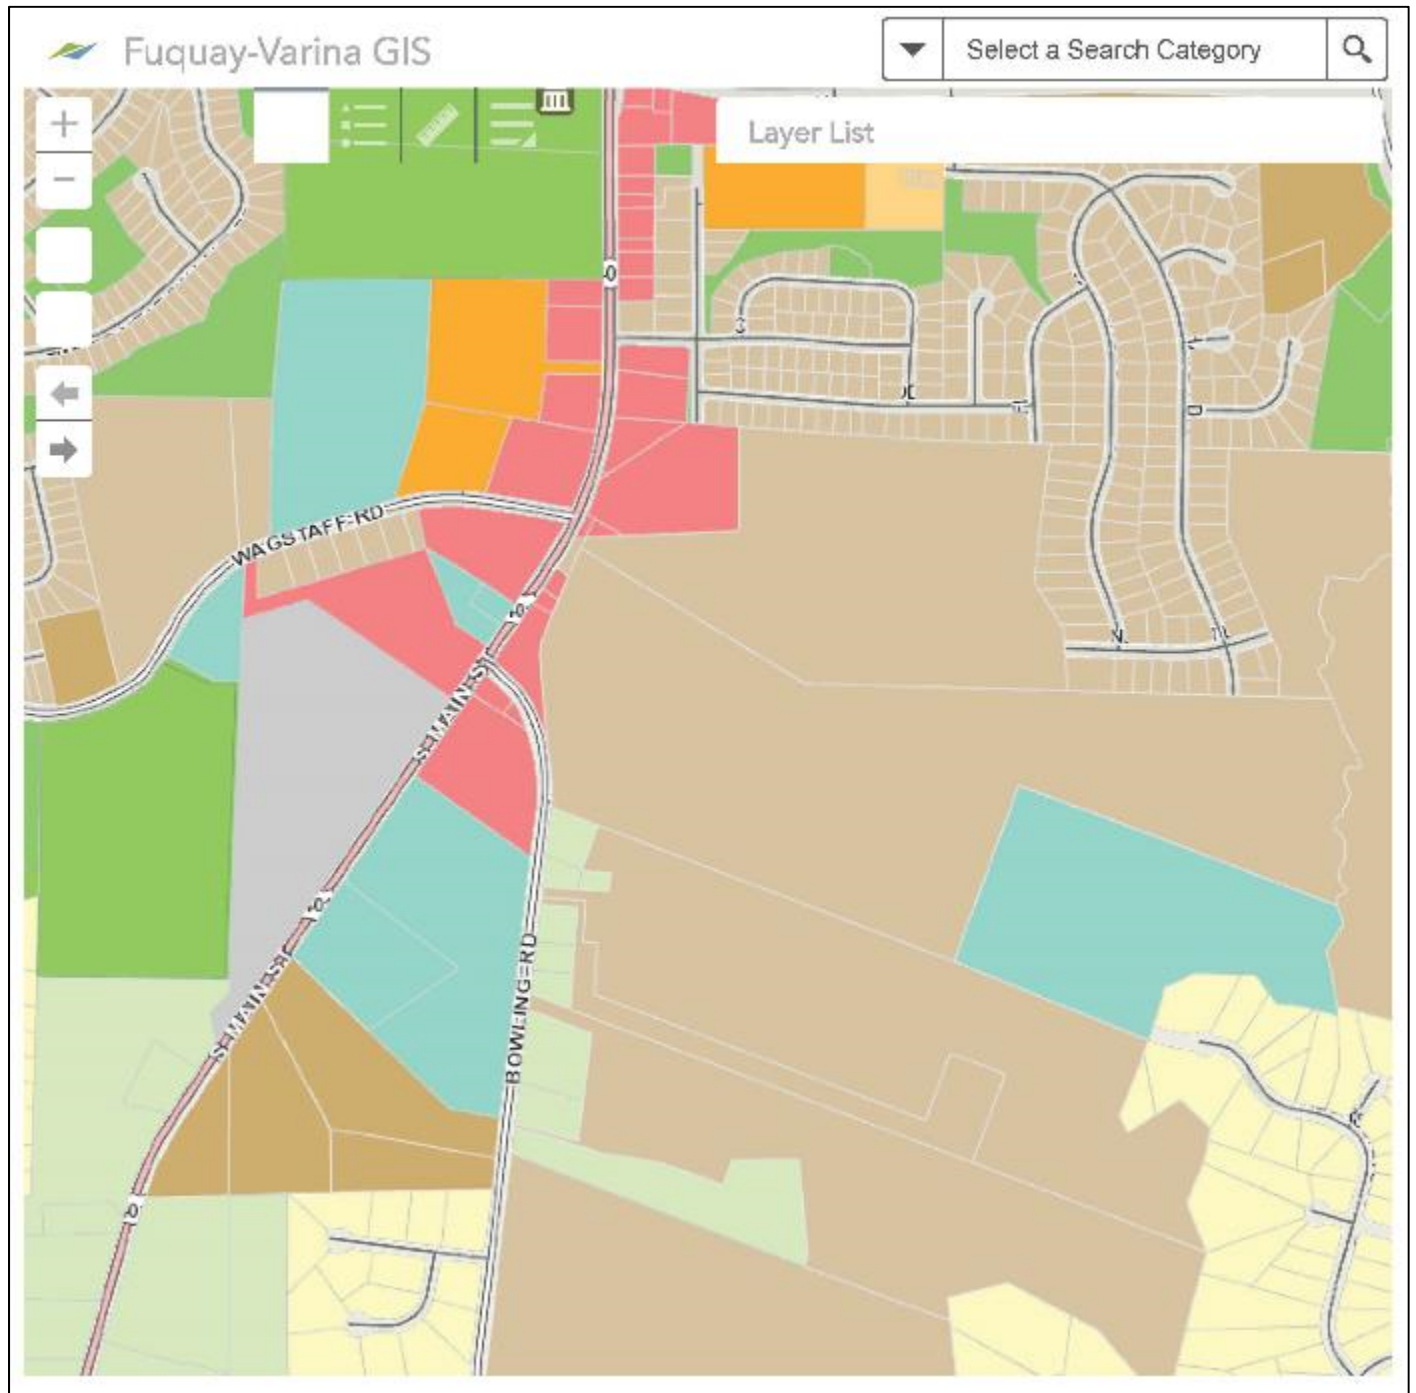 Fuquay-Varina GIS
Select a Search Category
Layer List
WAGSTAFF RD
S MAIN ST
S MAIN ST
BOWLING RD